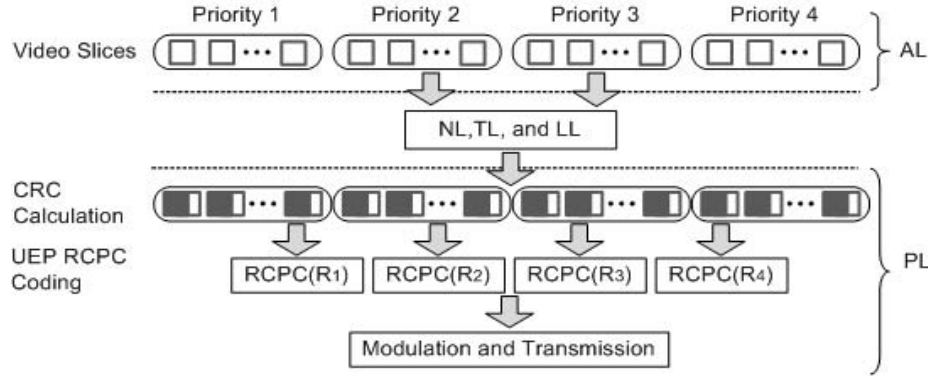 Priority 1 Priority 2 Priority 3 Priority 4
Video Slices ••• ••• ••• ••• AL
NL,TL, and LL
CRC
Calculation ••• ••• ••• •••
UEP RCPC
Coding
RCPC(R1) RCPC(R2) RCPC(R3) RCPC(R4)
PL
Modulation and Transmission